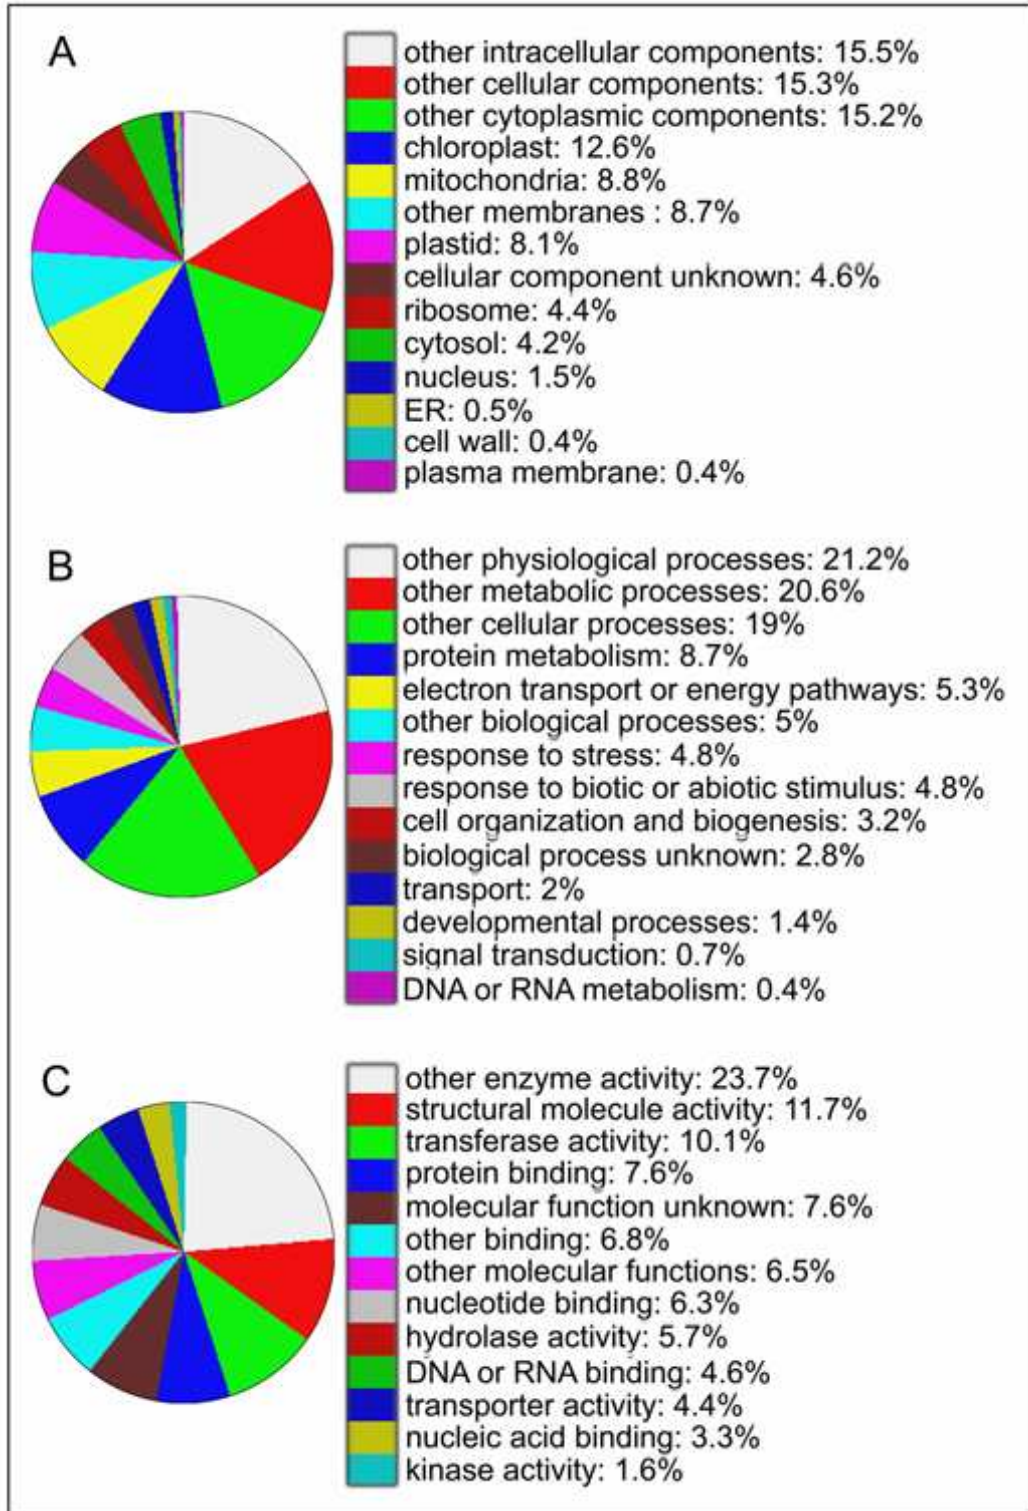 A
other intracellular components: 15.5%
other cellular components: 15.3%
other cytoplasmic components: 15.2%
chloroplast: 12.6%
mitochondria: 8.8%
other membranes : 8.7%
plastid: 8.1%
cellular component unknown: 4.6%
ribosome: 4.4%
cytosol: 4.2%
nucleus: 1.5%
ER: 0.5%
cell wall: 0.4%
plasma membrane: 0.4%
B
other physiological processes: 21.2%
other metabolic processes: 20.6%
other cellular processes: 19%
protein metabolism: 8.7%
electron transport or energy pathways: 5.3%
other biological processes: 5%
response to stress: 4.8%
response to biotic or abiotic stimulus: 4.8%
cell organization and biogenesis: 3.2%
biological process unknown: 2.8%
transport: 2%
developmental processes: 1.4%
signal transduction: 0.7%
DNA or RNA metabolism: 0.4%
C
other enzyme activity: 23.7%
structural molecule activity: 11.7%
transferase activity: 10.1%
protein binding: 7.6%
molecular function unknown: 7.6%
other binding: 6.8%
other molecular functions: 6.5%
nucleotide binding: 6.3%
hydrolase activity: 5.7%
DNA or RNA binding: 4.6%
transporter activity: 4.4%
nucleic acid binding: 3.3%
kinase activity: 1.6%